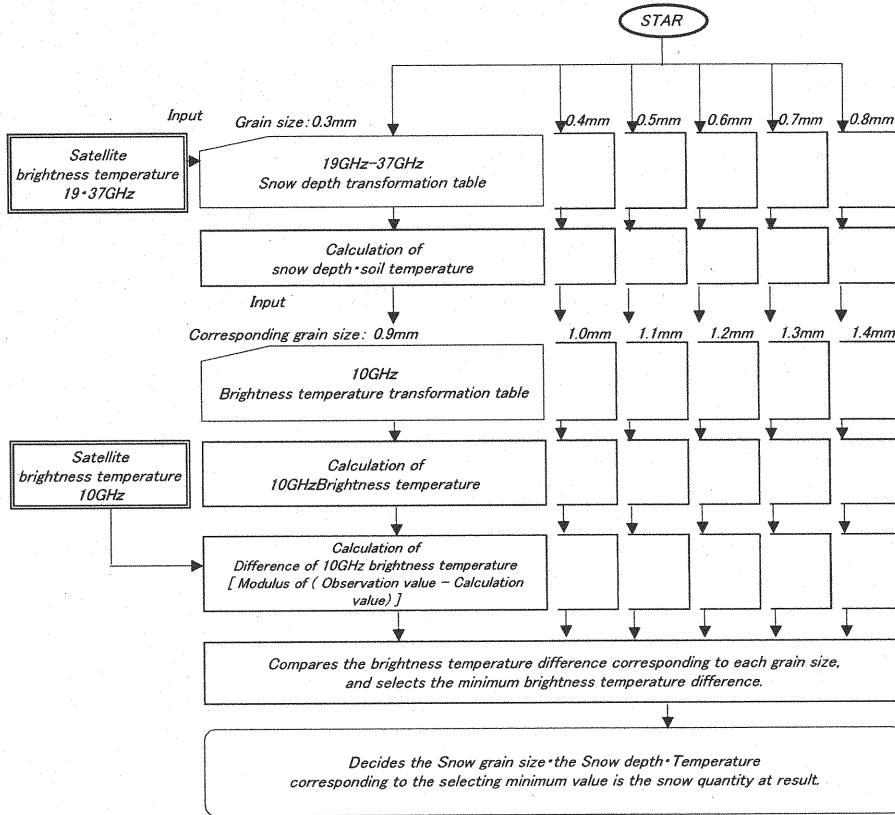 STAR
Input
Grain size: 0.3mm
0.4mm
0.5mm
0.6mm
0.7mm
0.8mm
Satellite
brightness temperature
19・37GHz
19GHz-37GHz
Snow depth transformation table
Calculation of
snow depth・soil temperature
Input
Corresponding grain size: 0.9mm
1.0mm
1.1mm
1.2mm
1.3mm
1.4mm
10GHz
Brightness temperature transformation table
Satellite
brightness temperature
10GHz
Calculation of
10GHzBrightness temperature
Calculation of
Difference of 10GHz brightness temperature
[ Modulus of ( Observation value - Calculation
value) ]
Compares the brightness temperature difference corresponding to each grain size,
and selects the minimum brightness temperature difference.
Decides the Snow grain size・the Snow depth・Temperature
corresponding to the selecting minimum value is the snow quantity at result.